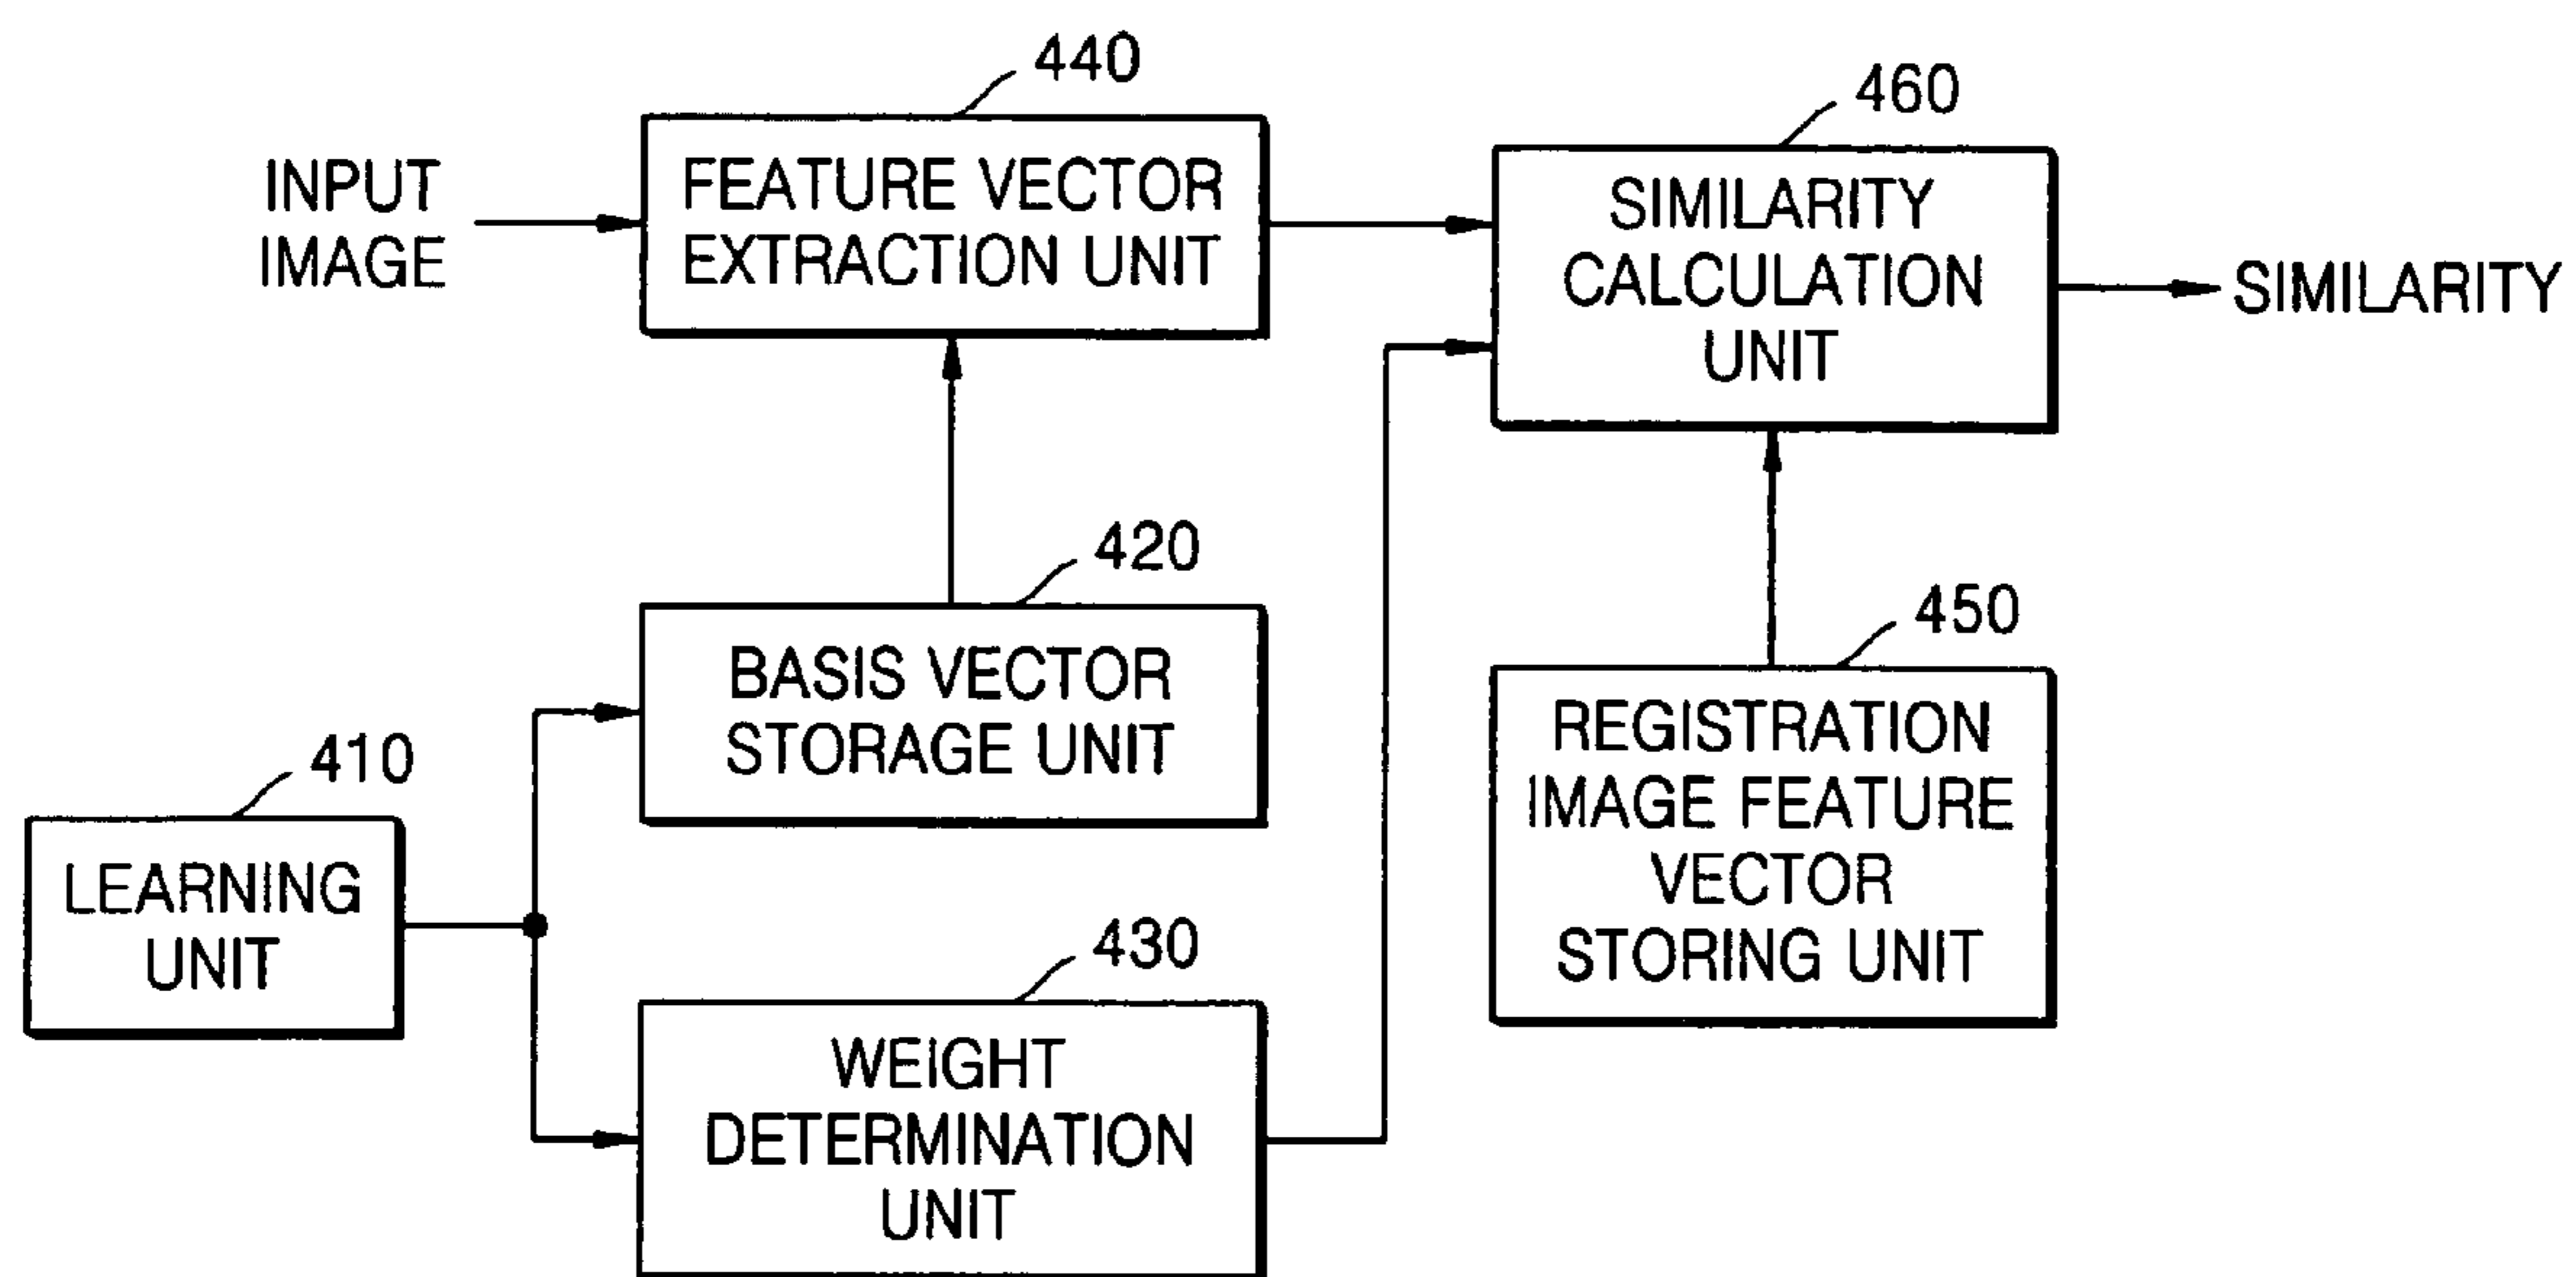 440
INPUT
IMAGE
FEATURE VECTOR
EXTRACTION UNIT
460
SIMILARITY
CALCULATION
UNIT
SIMILARITY
420
BASIS VECTOR
STORAGE UNIT
450
REGISTRATION
IMAGE FEATURE
VECTOR
STORING UNIT
410
LEARNING
UNIT
430
WEIGHT
DETERMINATION
UNIT